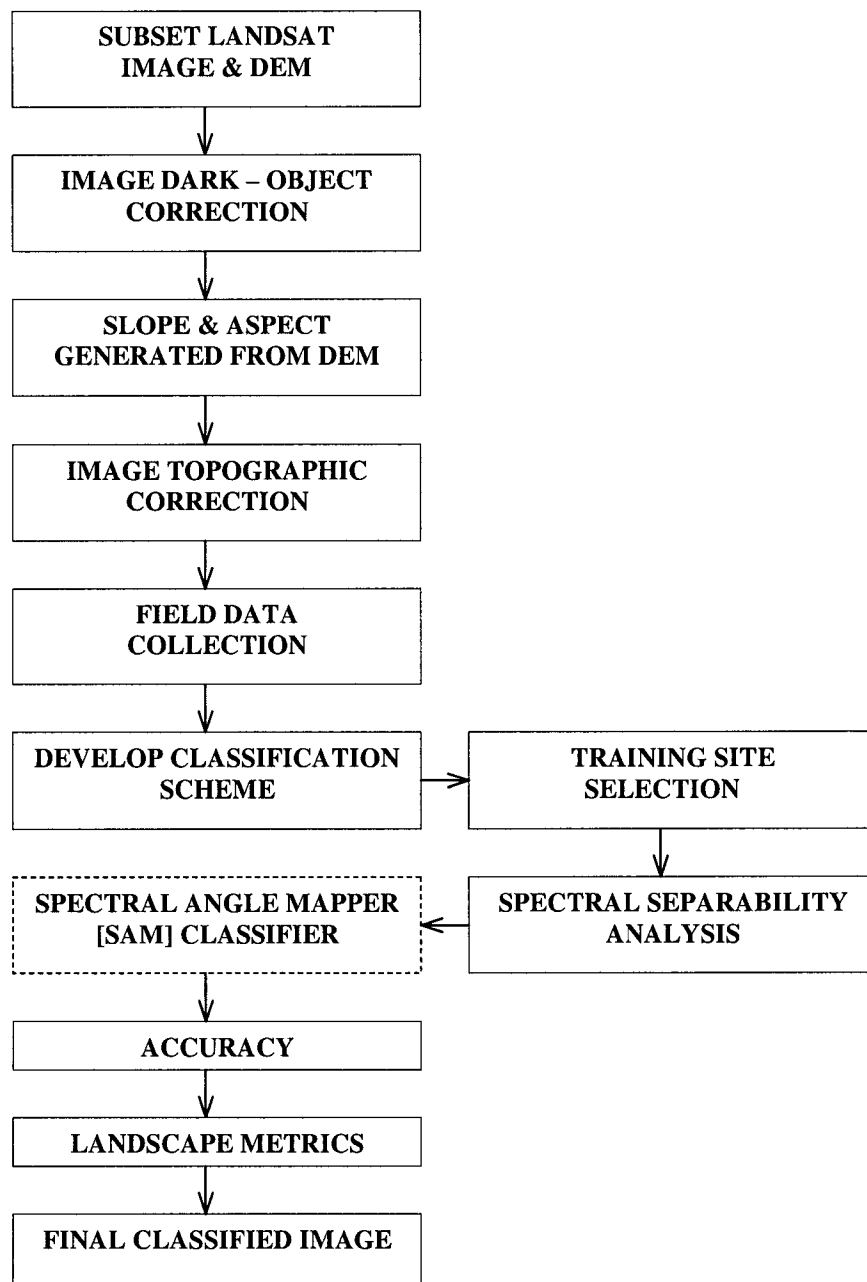 SUBSET LANDSAT
IMAGE & DEM
IMAGE DARK – OBJECT
CORRECTION
SLOPE & ASPECT
GENERATED FROM DEM
IMAGE TOPOGRAPHIC
CORRECTION
FIELD DATA
COLLECTION
DEVELOP CLASSIFICATION
SCHEME
TRAINING SITE
SELECTION
SPECTRAL SEPARABILITY
ANALYSIS
SPECTRAL ANGLE MAPPER
[SAM] CLASSIFIER
ACCURACY
LANDSCAPE METRICS
FINAL CLASSIFIED IMAGE